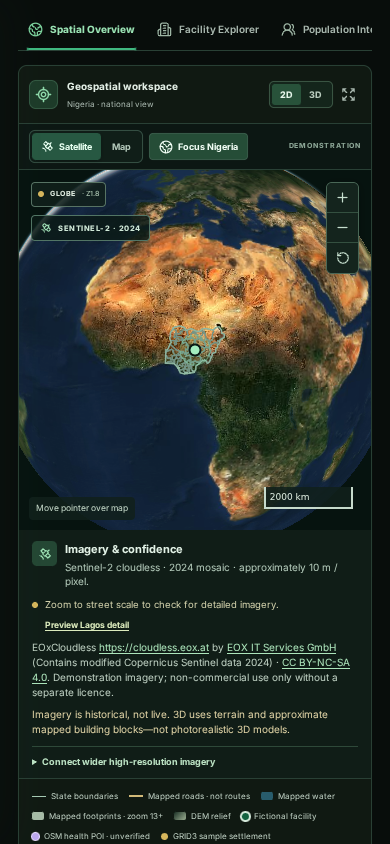 Spatial Overview
Facility Explorer
Population Inte
Geospatial workspace
Nigeria · national view
2D
3D
Satellite
Map
Focus Nigeria
DEMONSTRATION
GLOBE · Z1.8
SENTINEL-2 · 2024
+
−
2000 km
Move pointer over map
Imagery & confidence
Sentinel-2 cloudless · 2024 mosaic · approximately 10 m /
pixel.
Zoom to street scale to check for detailed imagery.
Preview Lagos detail
EOxCloudless https://cloudless.eox.at by EOX IT Services GmbH
(Contains modified Copernicus Sentinel data 2024) · CC BY-NC-SA
4.0. Demonstration imagery; non-commercial use only without a
separate licence.
Imagery is historical, not live. 3D uses terrain and approximate
mapped building blocks—not photorealistic 3D models.
Connect wider high-resolution imagery
State boundaries
Mapped roads · not routes
Mapped water
Mapped footprints · zoom 13+
DEM relief
Fictional facility
OSM health POI · unverified
GRID3 sample settlement